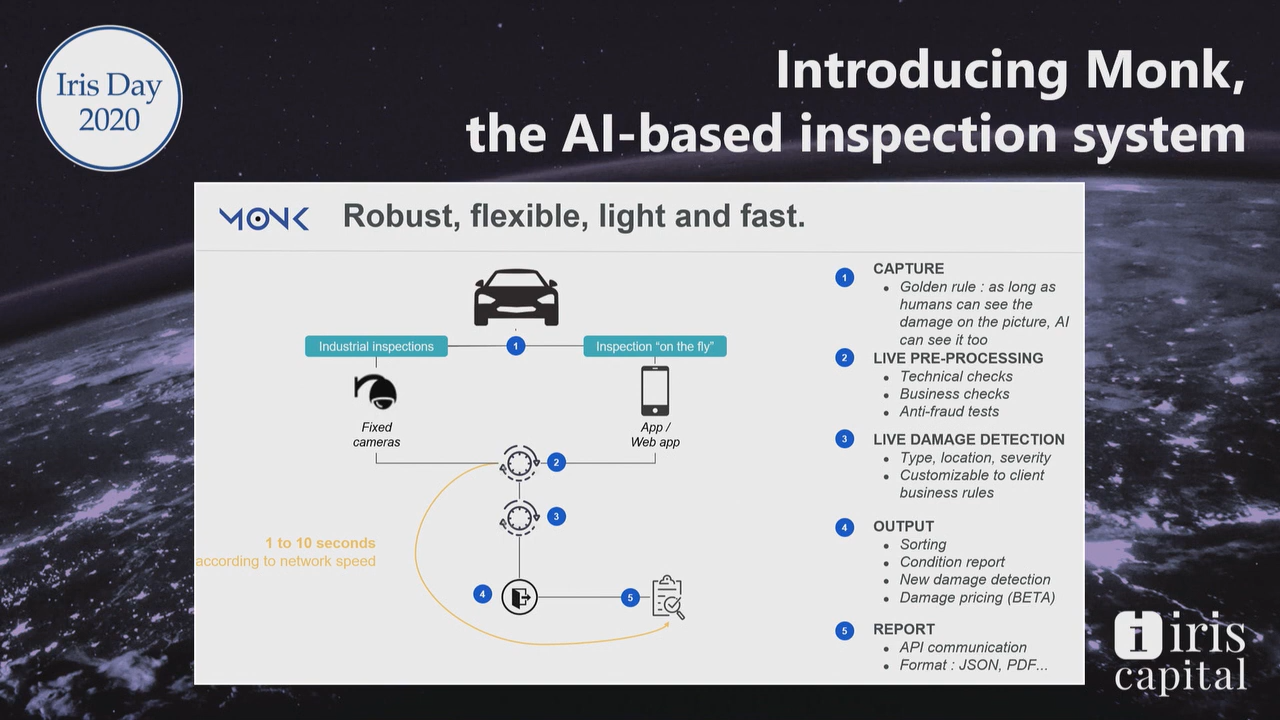 Iris Day
2020
Introducing Monk,
the AI-based inspection system
MONK
Robust, flexible, light and fast.
Industrial inspections
1
Inspection “on the fly”
Fixed
cameras
App /
Web app
2
3
1 to 10 seconds
according to network speed
4
5
1
CAPTURE
• Golden rule : as long as
humans can see the
damage on the picture, AI
can see it too
2
LIVE PRE-PROCESSING
• Technical checks
• Business checks
• Anti-fraud tests
3
LIVE DAMAGE DETECTION
• Type, location, severity
• Customizable to client
business rules
4
OUTPUT
• Sorting
• Condition report
• New damage detection
• Damage pricing (BETA)
5
REPORT
• API communication
• Format : JSON, PDF...
i iris
capital